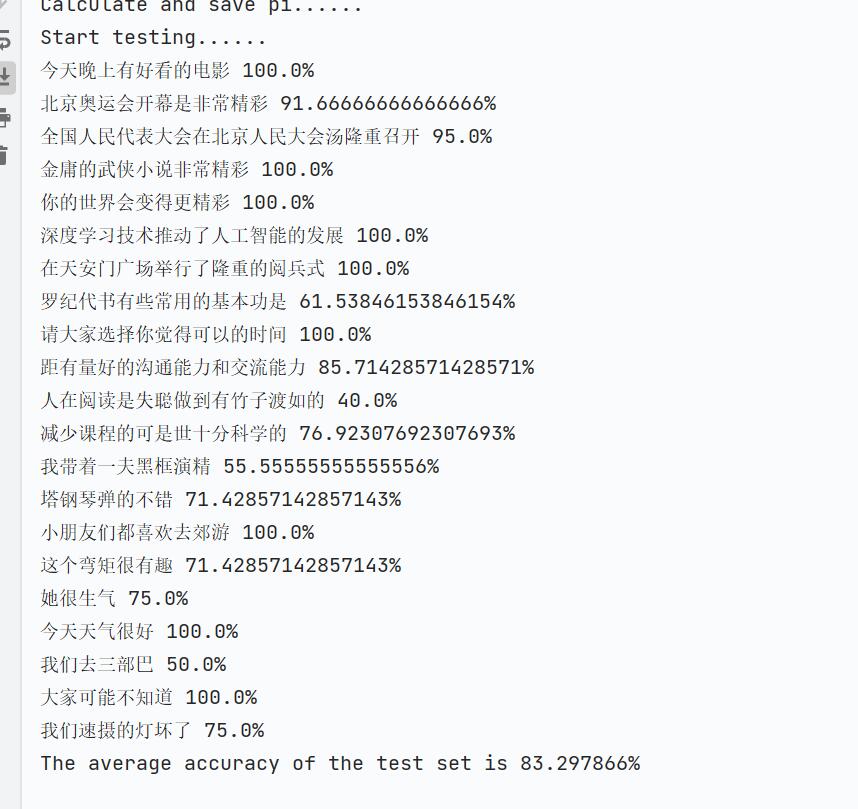 Calculate and save pi......
Start testing......
今天晚上有好看的电影 100.0%
北京奥运会开幕是非常精彩 91.66666666666666%
全国人民代表大会在北京人民大会汤隆重召开 95.0%
金庸的武侠小说非常精彩 100.0%
你的世界会变得更精彩 100.0%
深度学习技术推动了人工智能的发展 100.0%
在天安门广场举行了隆重的阅兵式 100.0%
罗纪代书有些常用的基本功是 61.53846153846154%
请大家选择你觉得可以的时间 100.0%
距有量好的沟通能力和交流能力 85.71428571428571%
人在阅读是失聪做到有竹子渡如的 40.0%
减少课程的可是世十分科学的 76.92307692307693%
我带着一夫黑框演精 55.55555555555556%
塔钢琴弹的不错 71.42857142857143%
小朋友们都喜欢去郊游 100.0%
这个弯矩很有趣 71.42857142857143%
她很生气 75.0%
今天天气很好 100.0%
我们去三部巴 50.0%
大家可能不知道 100.0%
我们速摄的灯坏了 75.0%
The average accuracy of the test set is 83.297866%